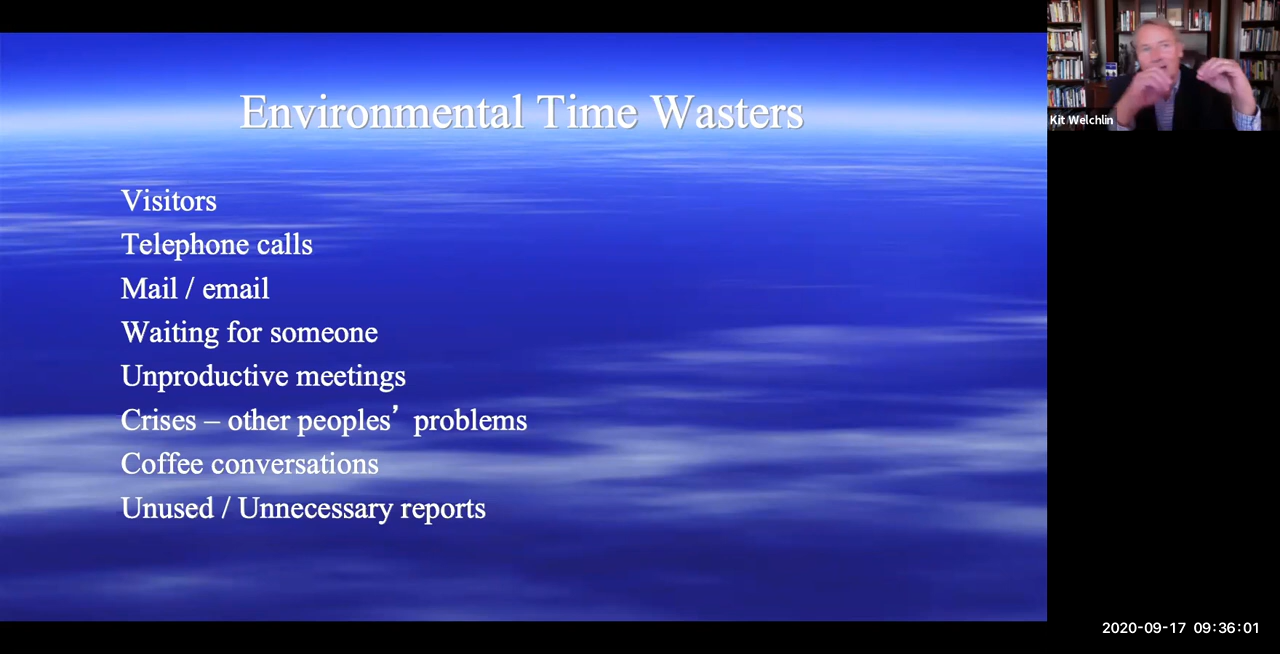 Environmental Time Wasters
Visitors
Telephone calls
Mail / email
Waiting for someone
Unproductive meetings
Crises – other peoples’ problems
Coffee conversations
Unused / Unnecessary reports
Kit Welchlin
2020-09-17 09:36:01